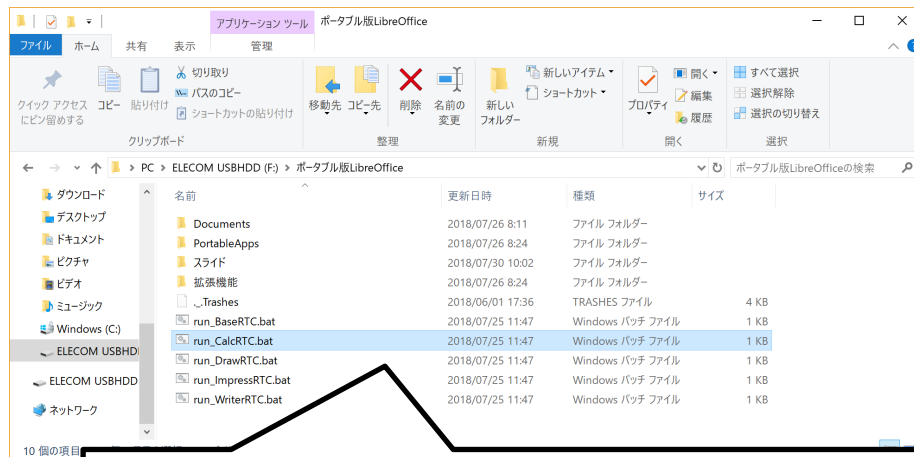 アプリケーション ツール ポータブル版LibreOffice
ファイル ホーム 共有 表示 管理
クイック アクセスにピン留めする
コピー
貼り付け
切り取り
パスのコピー
ショートカットの貼り付け
クリップボード
移動先
コピー先
削除
名前の変更
整理
新しいフォルダー
新しいアイテム
ショートカット
新規
プロパティ
開く
編集
履歴
開く
すべて選択
選択解除
選択の切り替え
選択
PC ELECOM USBHDD (F:) ポータブル版LibreOffice ポータブル版LibreOfficeの検索
ダウンロード
デスクトップ
ドキュメント
ピクチャ
ビデオ
ミュージック
Windows (C:)
ELECOM USBHD
ELECOM USBHDD
ネットワーク
名前 更新日時 種類 サイズ
Documents 2018/07/26 8:11 ファイル フォルダー
PortableApps 2018/07/26 8:24 ファイル フォルダー
スライド 2018/07/30 10:02 ファイル フォルダー
拡張機能 2018/07/26 8:24 ファイル フォルダー
._.Trashes 2018/06/01 17:36 TRASHES ファイル 4 KB
run_BaseRTC.bat 2018/07/25 11:47 Windows バッチ ファイル 1 KB
run_CalcRTC.bat 2018/07/25 11:47 Windows バッチ ファイル 1 KB
run_DrawRTC.bat 2018/07/25 11:47 Windows バッチ ファイル 1 KB
run_ImpressRTC.bat 2018/07/25 11:47 Windows バッチ ファイル 1 KB
run_WriterRTC.bat 2018/07/25 11:47 Windows バッチ ファイル 1 KB
10 個の項目